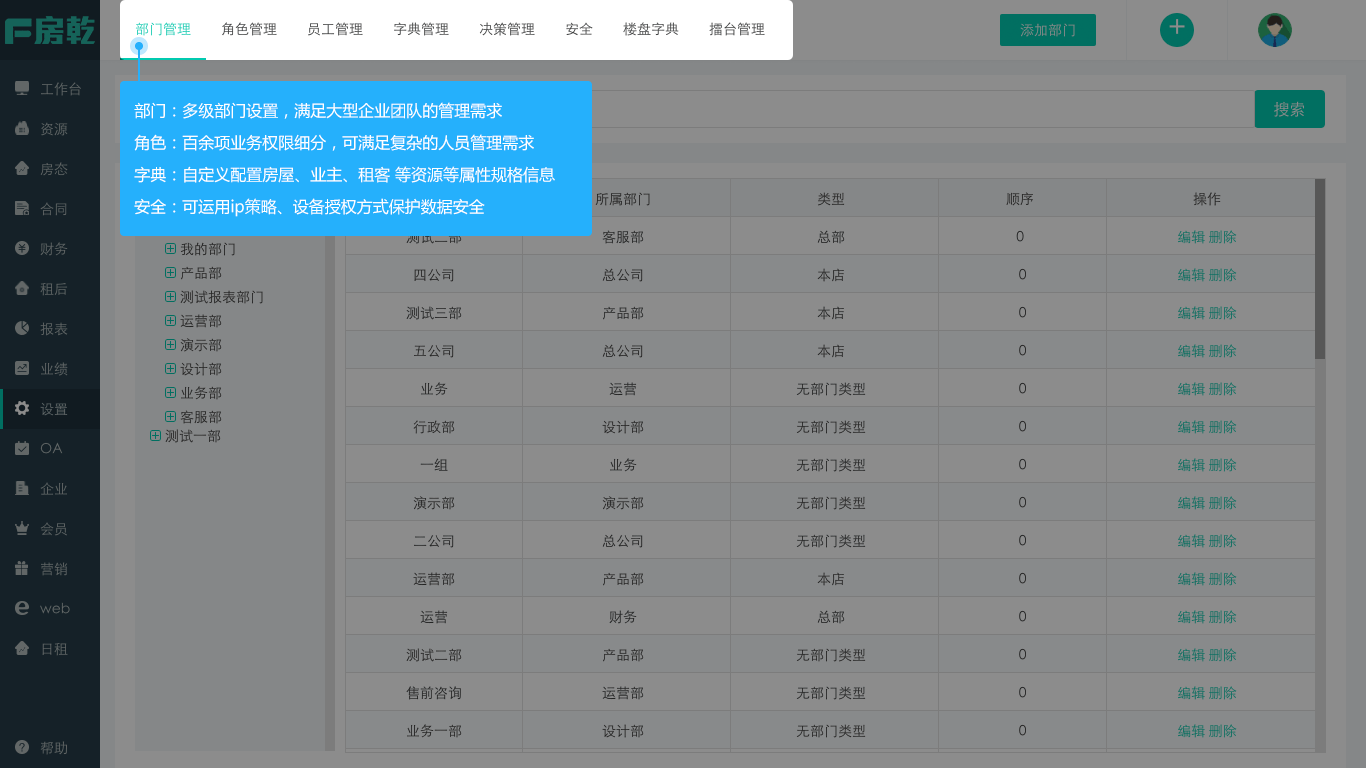 房乾
部门管理 角色管理 员工管理 字典管理 决策管理 安全 楼盘字典 擂台管理
添加部门
工作台
资源
房态
合同
财务
租后
报表
业绩
设置
OA
企业
会员
营销
web
日租
帮助
部门：多级部门设置，满足大型企业团队的管理需求
角色：百余项业务权限细分，可满足复杂的人员管理需求
字典：自定义配置房屋、业主、租客 等资源等属性规格信息
安全：可运用ip策略、设备授权方式保护数据安全
搜索
我的部门
产品部
测试报表部门
运营部
演示部
设计部
业务部
客服部
测试一部
所属部门 类型 顺序 操作
测试二部 客服部 总部 0 编辑 删除
四公司 总公司 本店 0 编辑 删除
测试三部 产品部 本店 0 编辑 删除
五公司 总公司 本店 0 编辑 删除
业务 运营 无部门类型 0 编辑 删除
行政部 设计部 无部门类型 0 编辑 删除
一组 业务 无部门类型 0 编辑 删除
演示部 演示部 无部门类型 0 编辑 删除
二公司 总公司 无部门类型 0 编辑 删除
运营部 产品部 本店 0 编辑 删除
运营 财务 总部 0 编辑 删除
测试二部 产品部 无部门类型 0 编辑 删除
售前咨询 运营部 无部门类型 0 编辑 删除
业务一部 设计部 无部门类型 0 编辑 删除